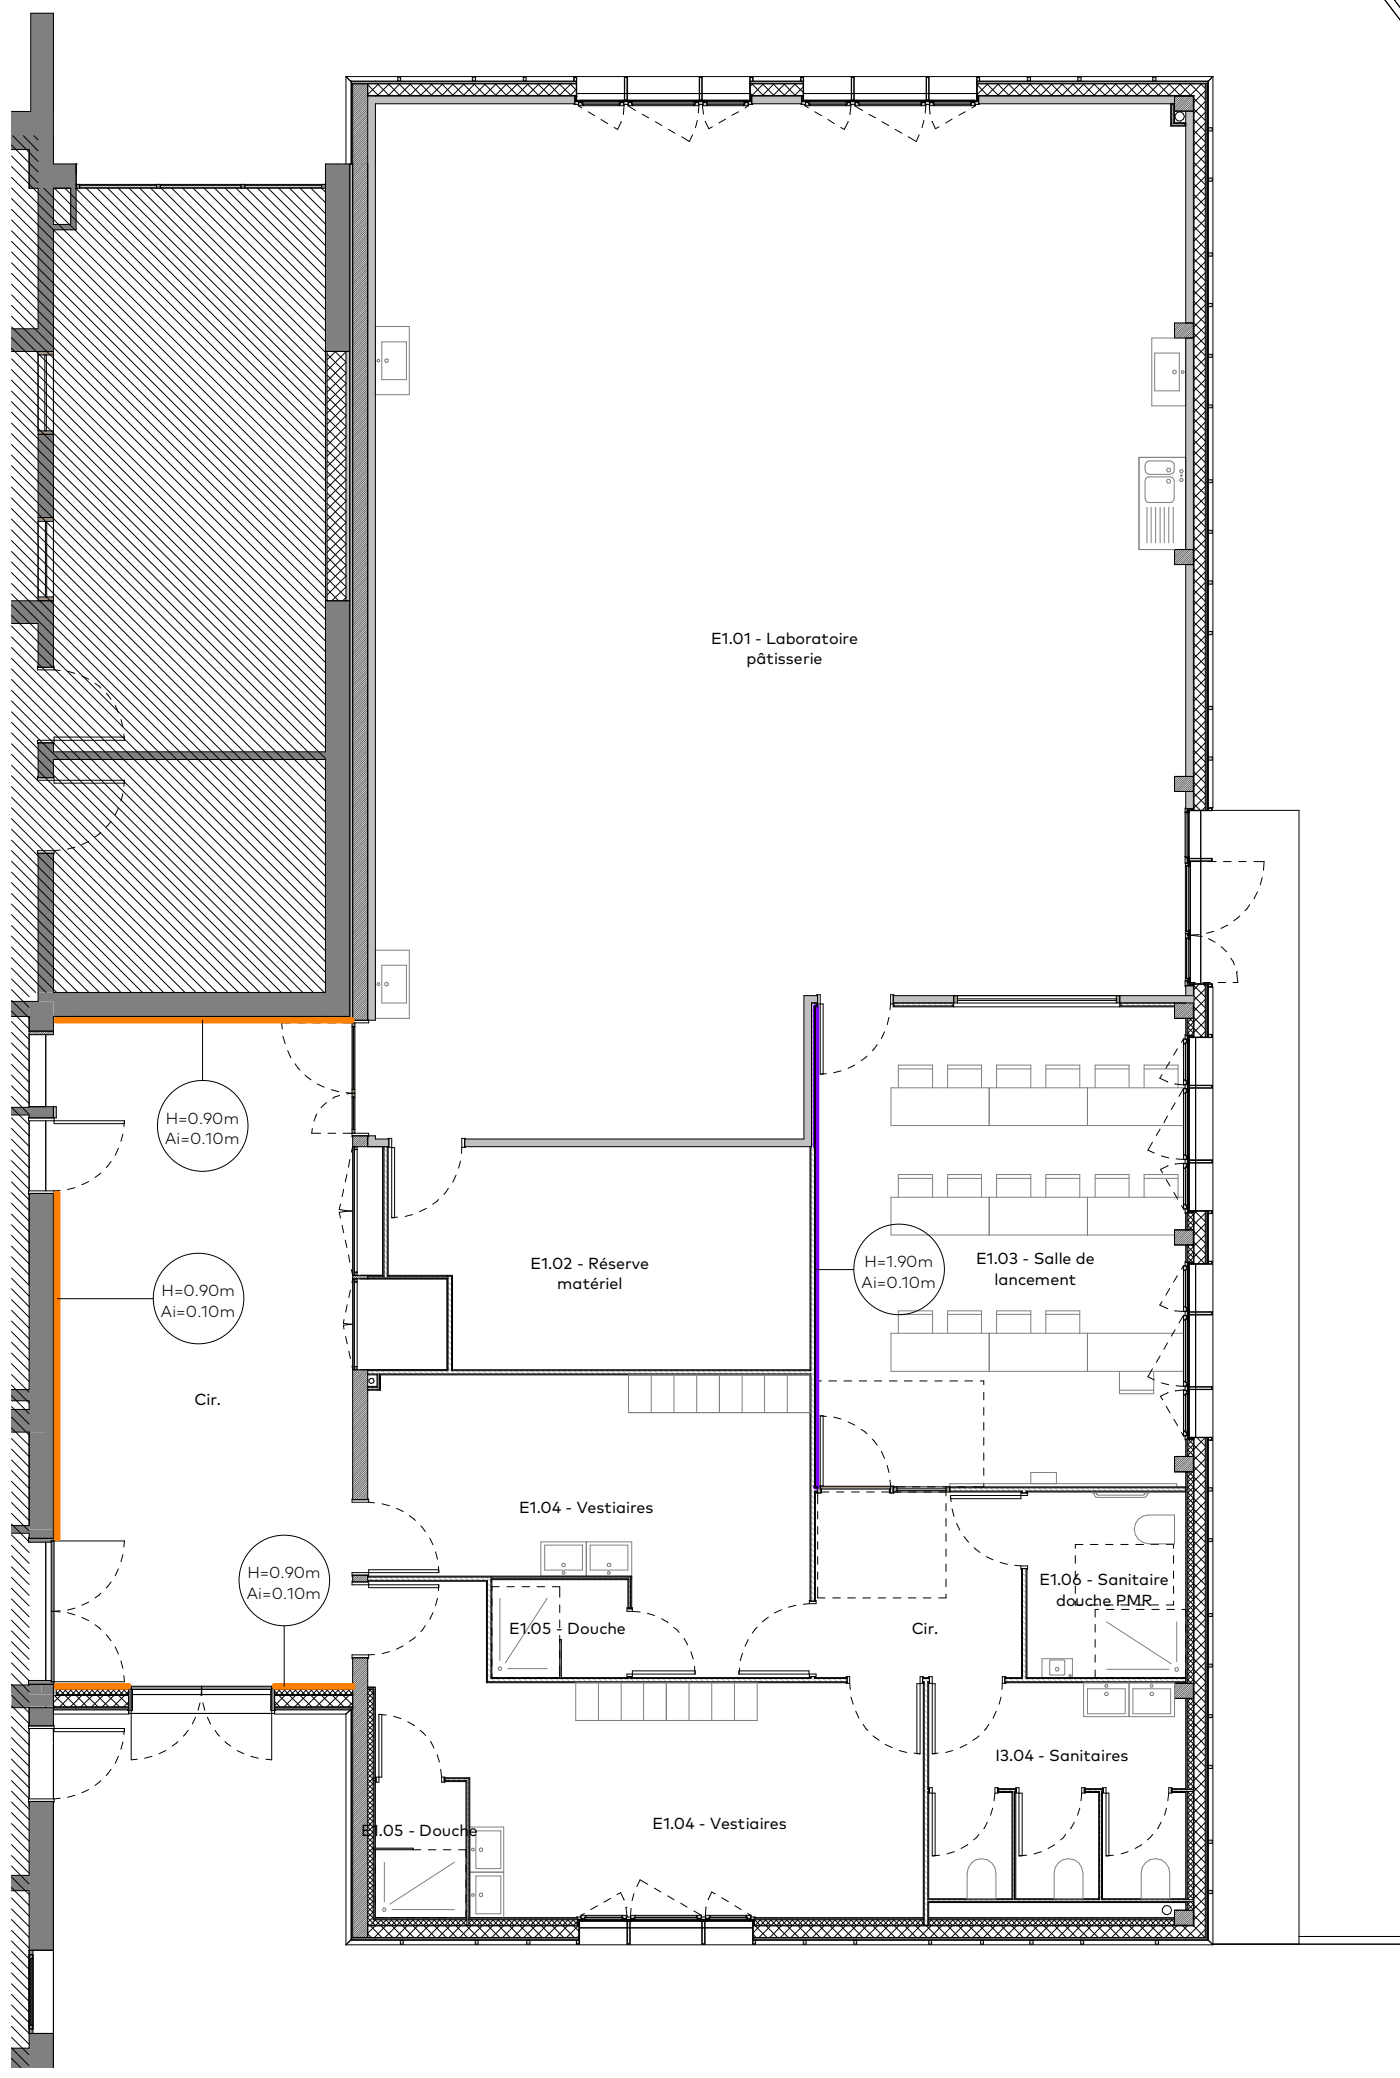 E1.01 - Laboratoire
pâtisserie
H=0.90m
Ai=0.10m
H=0.90m
Ai=0.10m
E1.02 - Réserve
matériel
H=1.90m
Ai=0.10m
E1.03 - Salle de
lancement
Cir.
E1.04 - Vestiaires
H=0.90m
Ai=0.10m
E1.05 - Douche
Cir.
E1.06 - Sanitaire
douche PMR
I3.04 - Sanitaires
E1.05 - Douche
E1.04 - Vestiaires